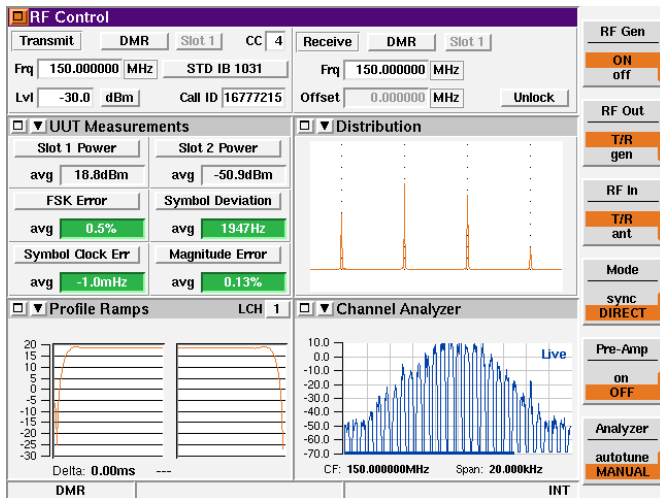 RF Control
Transmit DMR Slot 1 CC 4
Frq 150.000000 MHz STD IB 1031
Lvl -30.0 dBm Call ID 16777215
Receive DMR Slot 1
Frq 150.000000 MHz
Offset 0.000000 MHz Unlock
UUT Measurements
Slot 1 Power Slot 2 Power
avg 18.8dBm avg -50.9dBm
FSK Error Symbol Deviation
avg 0.5% avg 1947Hz
Symbol Clock Err Magnitude Error
avg -1.0mHz avg 0.13%
Distribution
Profile Ramps LCH 1
20
15
10
5
0
-5
-10
-15
-20
-25
-30
Delta: 0.00ms ---
Channel Analyzer
Live
10.0
0.0
-10.0
-20.0
-30.0
-40.0
-50.0
-60.0
-70.0
CF: 150.000000MHz Span: 20.000kHz
DMR INT
RF Gen
ON
off
RF Out
T/R
gen
RF In
T/R
ant
Mode
sync
DIRECT
Pre-Amp
on
OFF
Analyzer
autotune
MANUAL